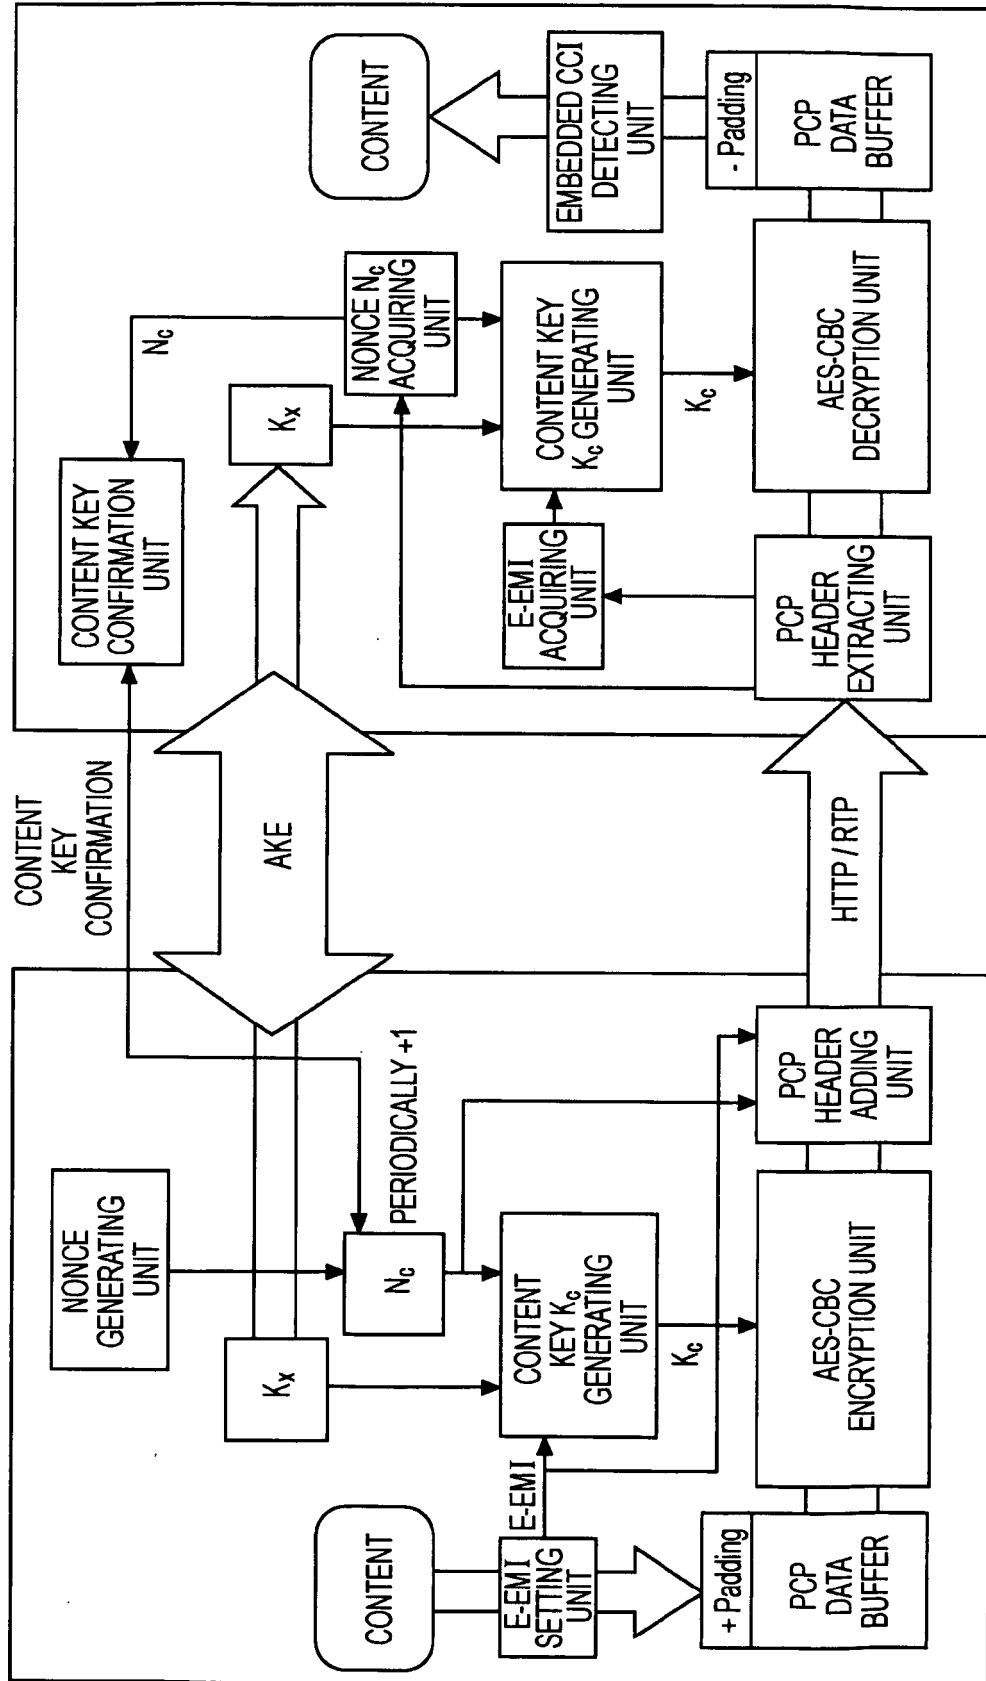 CONTENT
E-EMI
SETTING
UNIT
E-EMI
+ Padding
PCP
DATA
BUFFER
NONCE
GENERATING
UNIT
Kx
Nc
PERIODICALLY +1
CONTENT
KEY Kc
GENERATING
UNIT
Kc
AES-CBC
ENCRYPTION UNIT
PCP
HEADER
ADDING
UNIT
CONTENT
KEY
CONFIRMATION
AKE
HTTP / RTP
CONTENT KEY
CONFIRMATION
UNIT
Nc
Kx
NONCE Nc
ACQUIRING
UNIT
E-EMI
ACQUIRING
UNIT
CONTENT KEY
Kc GENERATING
UNIT
Kc
PCP
HEADER
EXTRACTING
UNIT
AES-CBC
DECRYPTION UNIT
CONTENT
EMBEDDED CCI
DETECTING
UNIT
- Padding
PCP
DATA
BUFFER